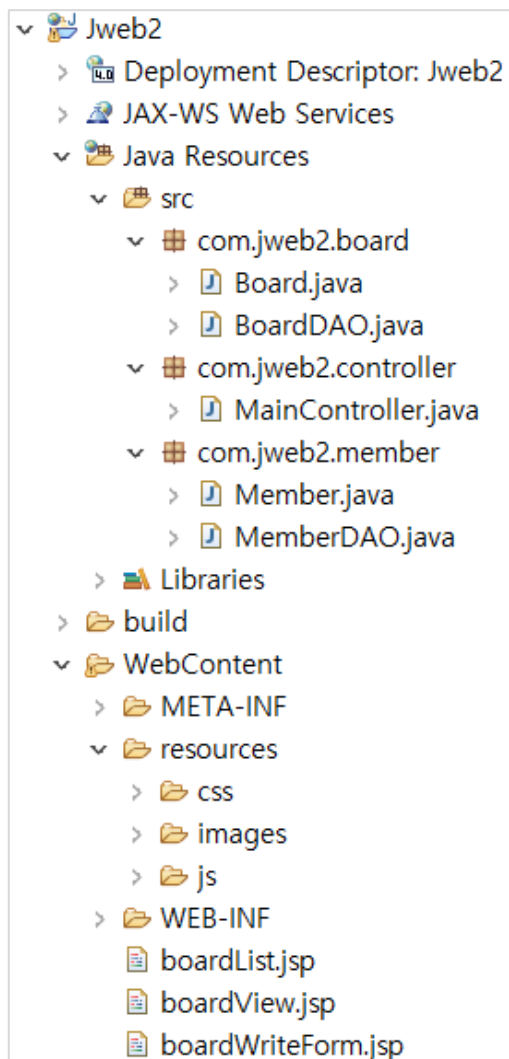 Jweb2
4.0 Deployment Descriptor: Jweb2
JAX-WS Web Services
Java Resources
src
com.jweb2.board
J Board.java
J BoardDAO.java
com.jweb2.controller
J MainController.java
com.jweb2.member
J Member.java
J MemberDAO.java
Libraries
build
WebContent
META-INF
resources
css
images
js
WEB-INF
boardList.jsp
boardView.jsp
boardWriteForm.jsp